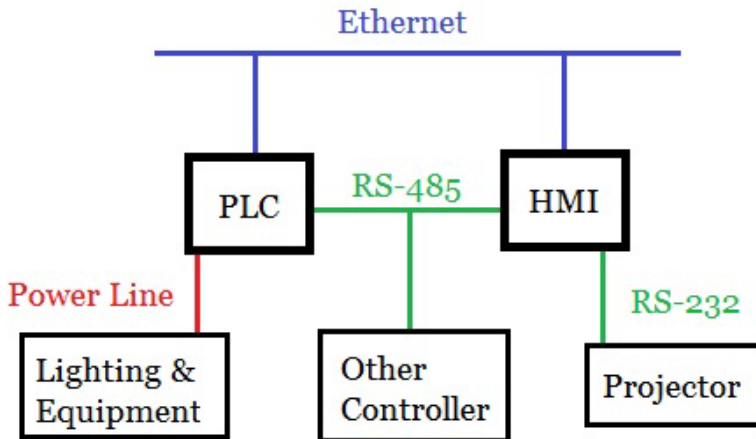 Ethernet
PLC
RS-485
HMI
Power Line
RS-232
Lighting &
Equipment
Other
Controller
Projector